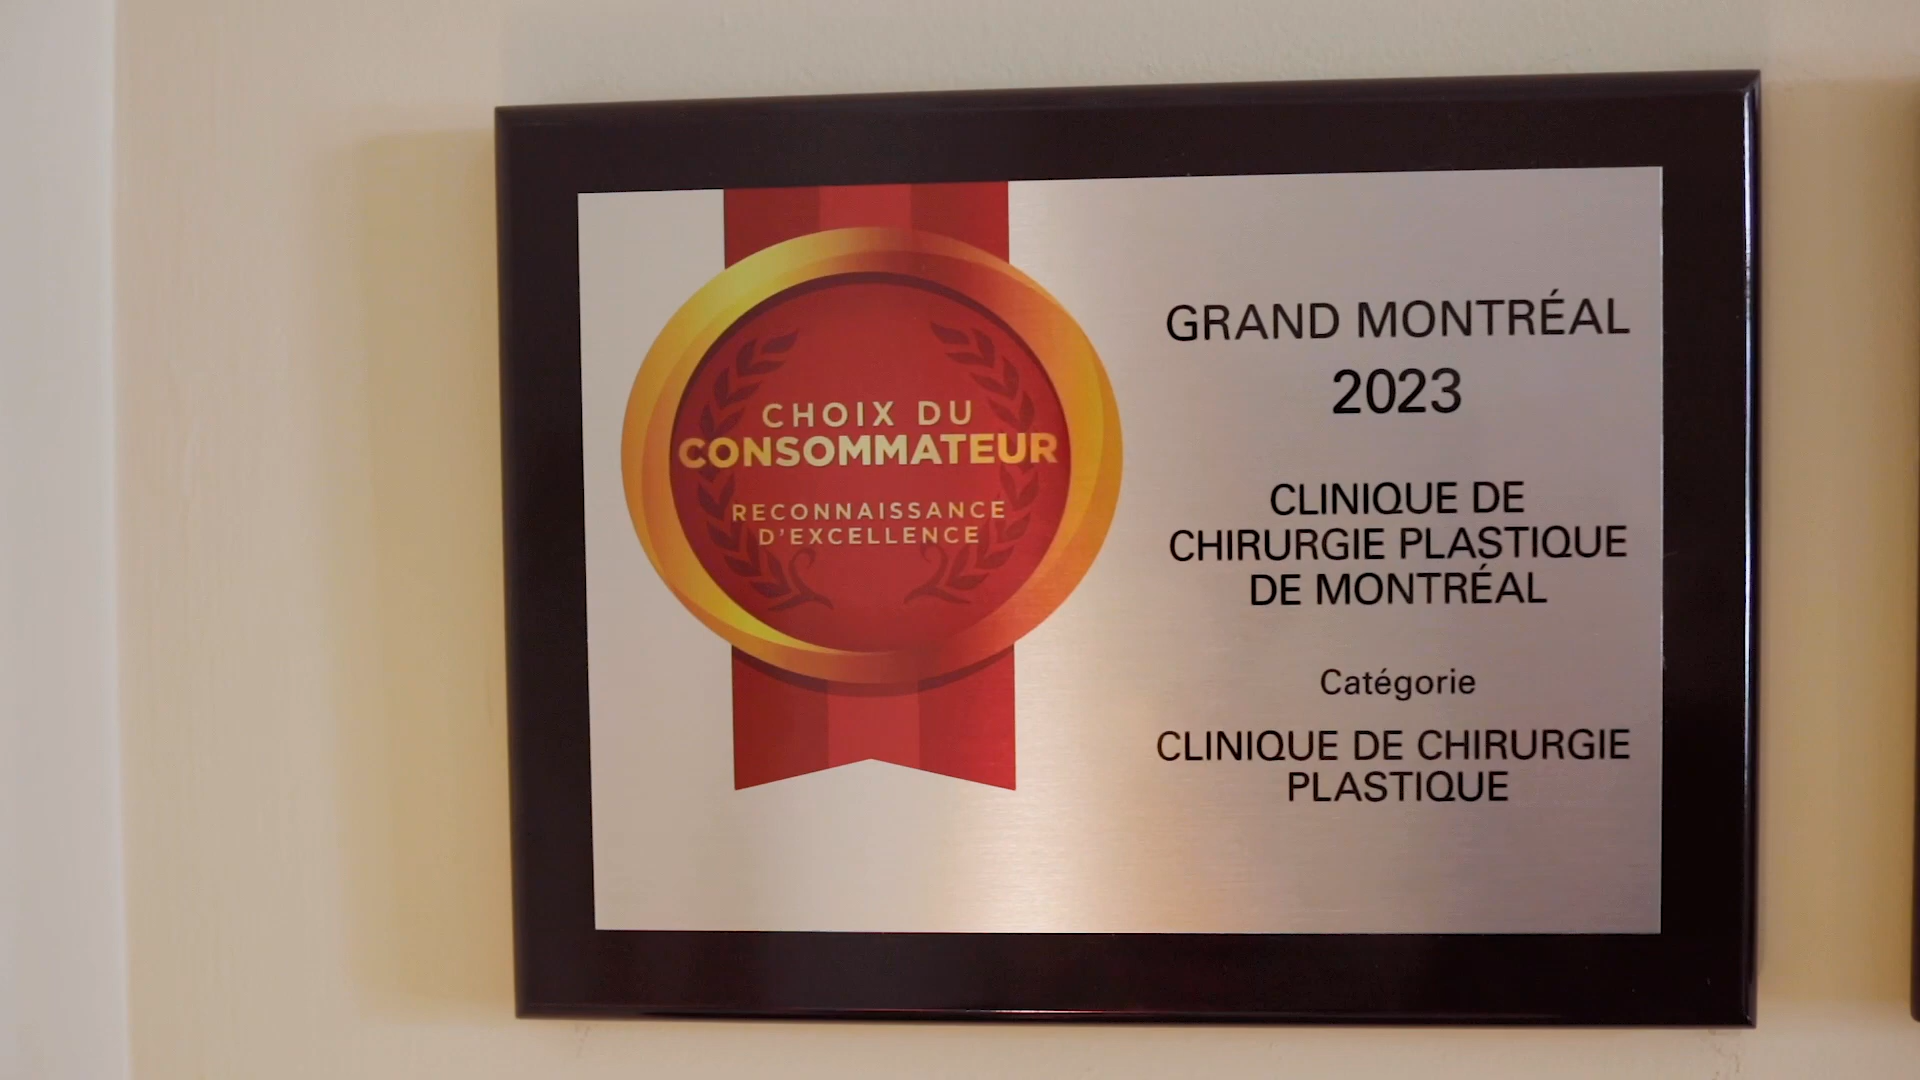 CHOIX DU
CONSOMMATEUR
RECONNAISSANCE
D'EXCELLENCE
GRAND MONTRÉAL
2023
CLINIQUE DE
CHIRURGIE PLASTIQUE
DE MONTRÉAL
Catégorie
CLINIQUE DE CHIRURGIE
PLASTIQUE